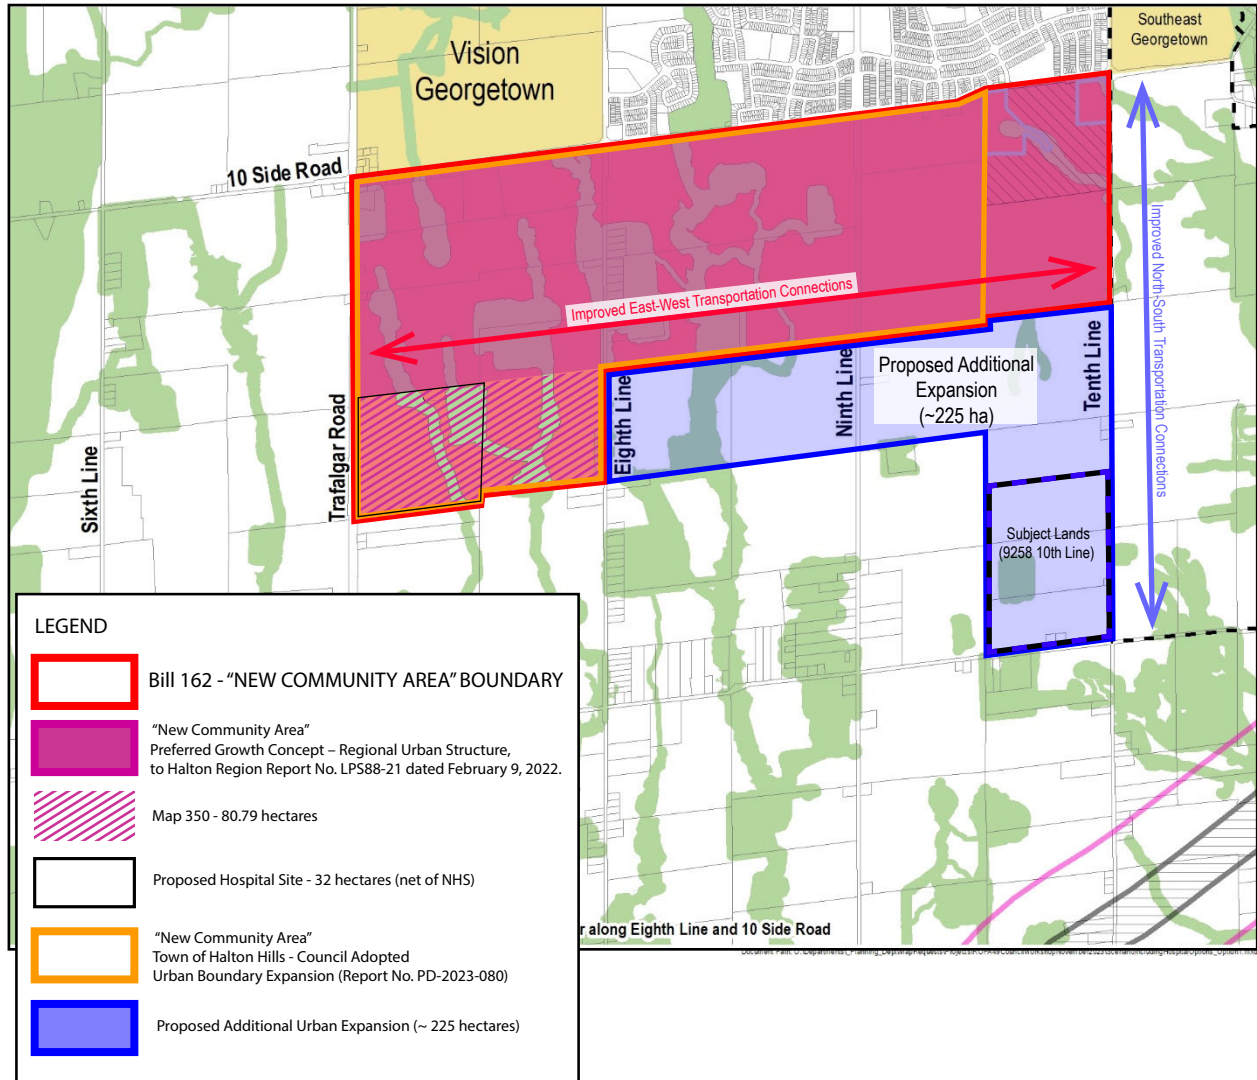 Vision
Georgetown
Southeast
Georgetown
10 Side Road
Improved East-West Transportation Connections
Improved North-South Transportation Connections
Sixth Line
Trafalgar Road
Eighth Line
Ninth Line
Tenth Line
Proposed Additional
Expansion
(~225 ha)
Subject Lands
(9258 10th Line)
LEGEND
Bill 162 - “NEW COMMUNITY AREA” BOUNDARY
“New Community Area”
Preferred Growth Concept – Regional Urban Structure,
to Halton Region Report No. LPS88-21 dated February 9, 2022.
Map 350 - 80.79 hectares
Proposed Hospital Site - 32 hectares (net of NHS)
“New Community Area”
Town of Halton Hills - Council Adopted
Urban Boundary Expansion (Report No. PD-2023-080)
Proposed Additional Urban Expansion (~ 225 hectares)
r along Eighth Line and 10 Side Road